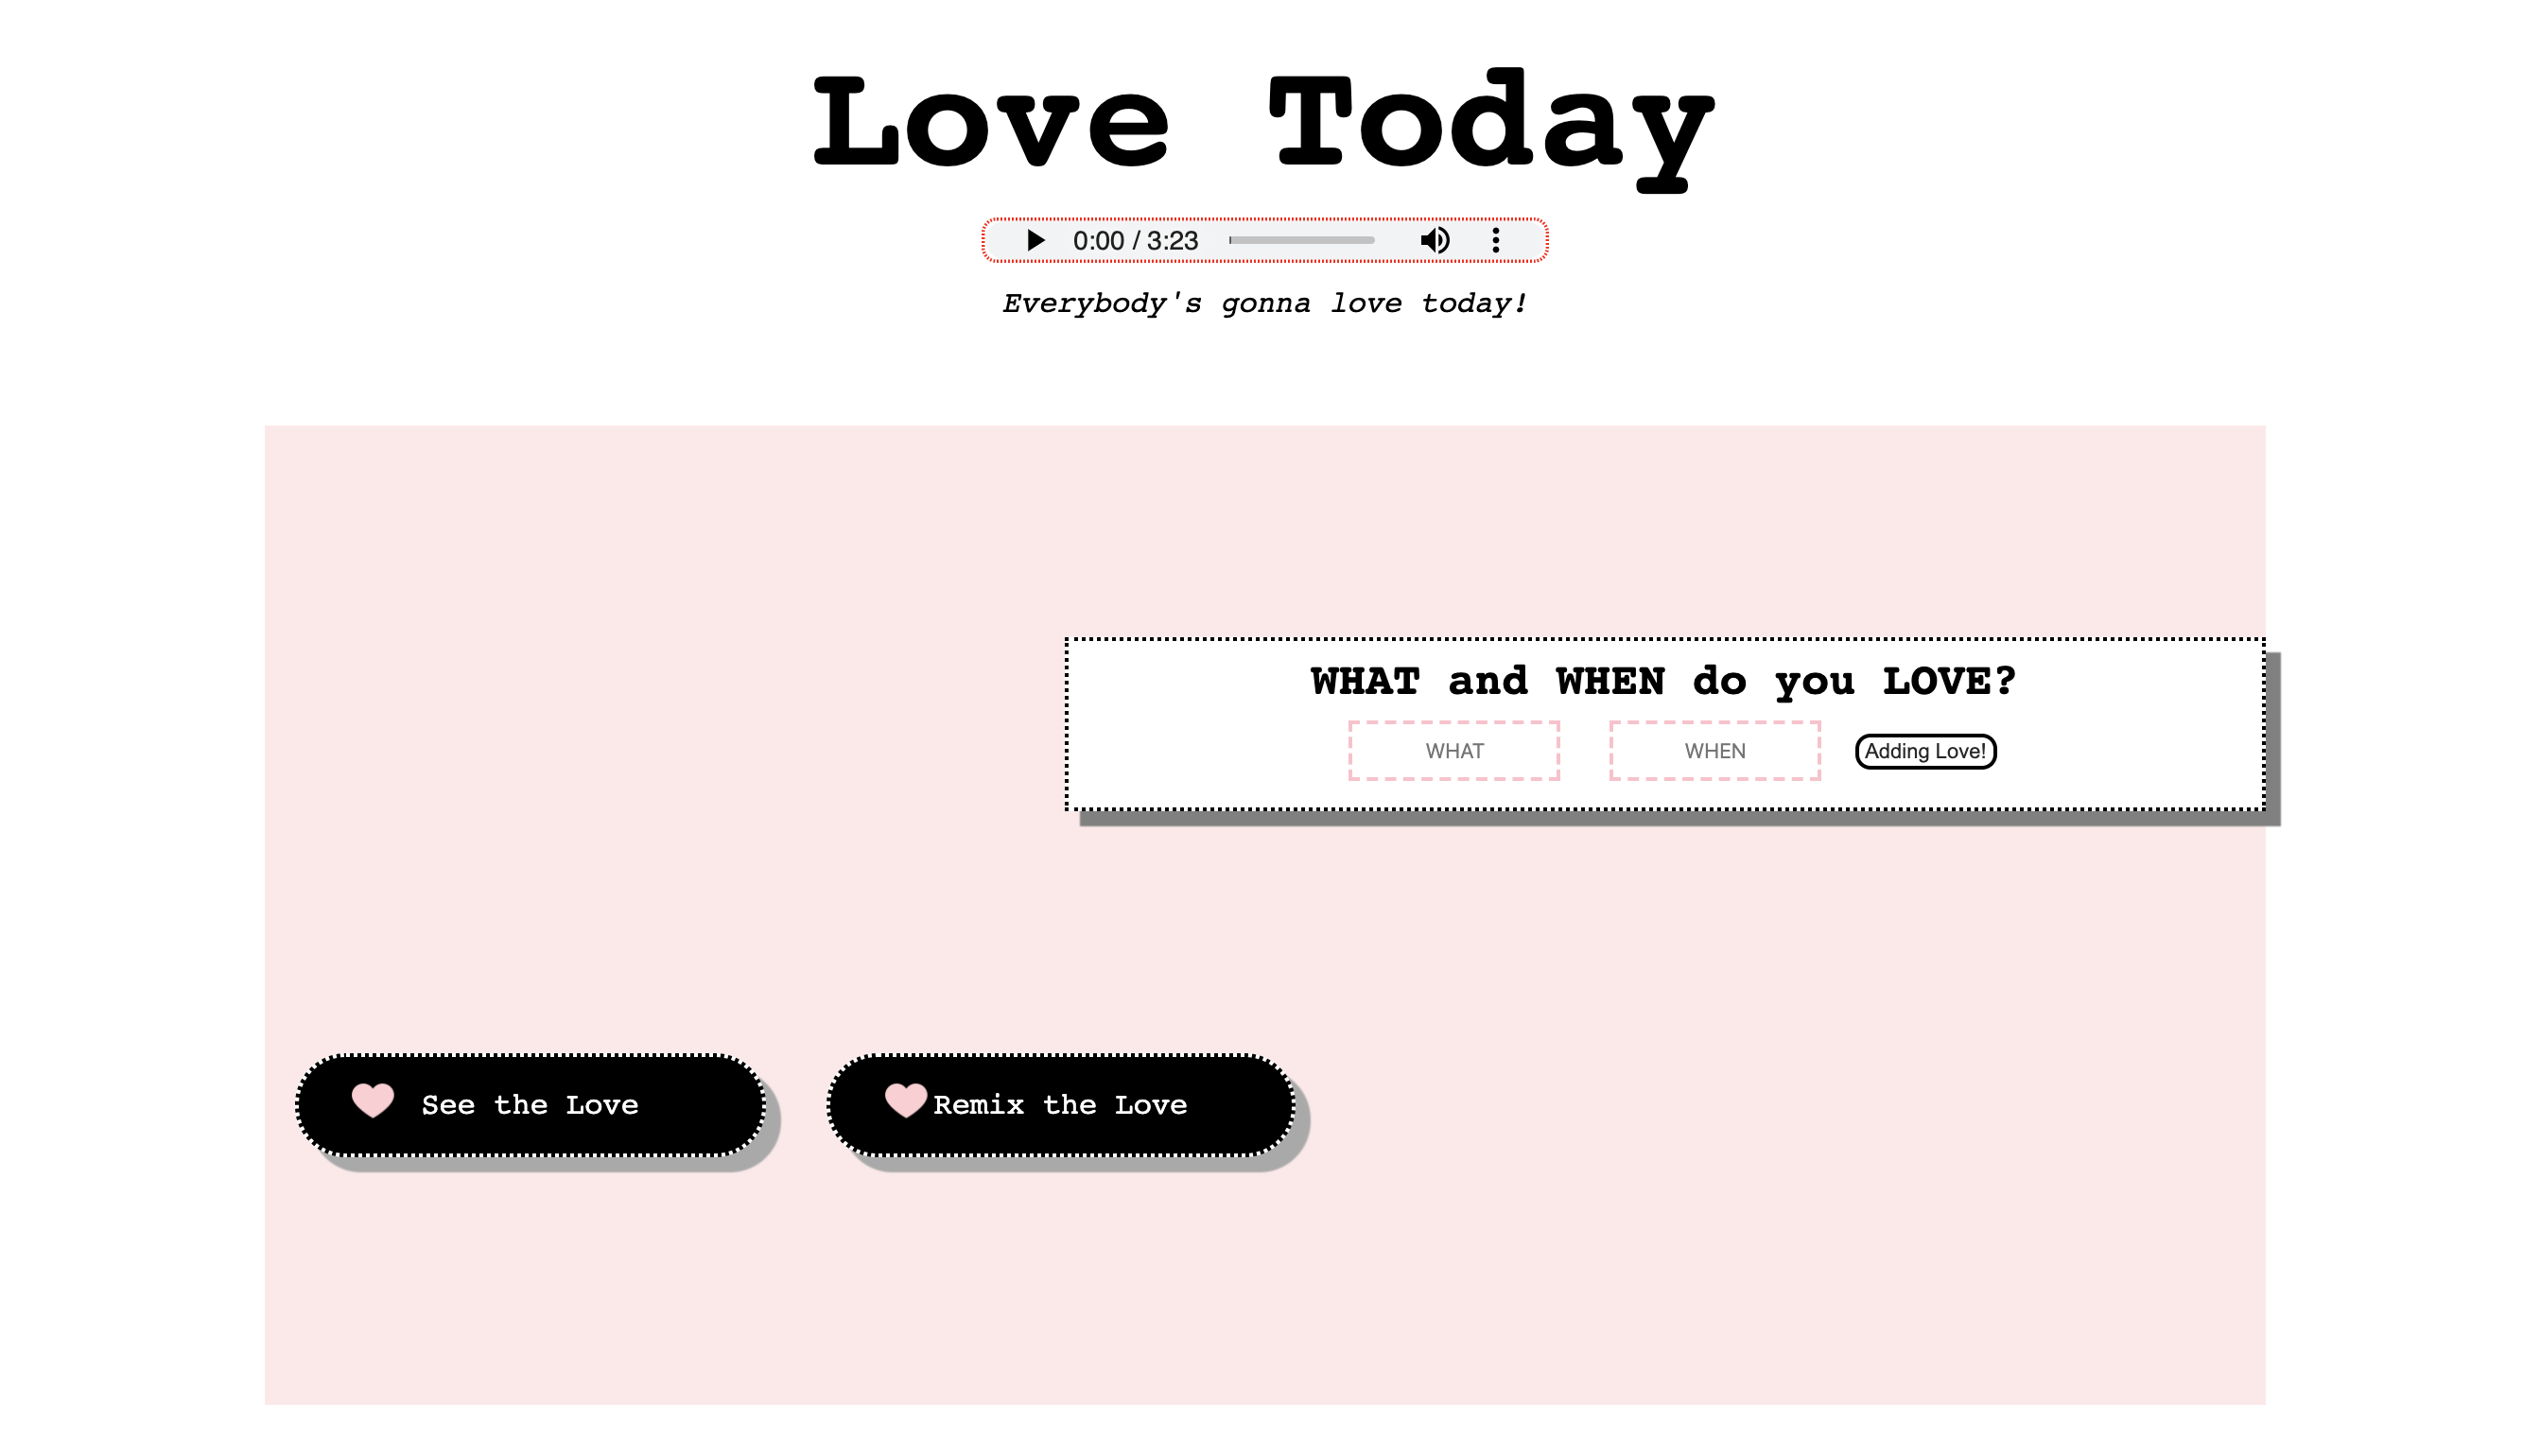 Love Today
0:00 / 3:23
Everybody's gonna love today!
WHAT and WHEN do you LOVE?
WHAT WHEN Adding Love!
See the Love Remix the Love